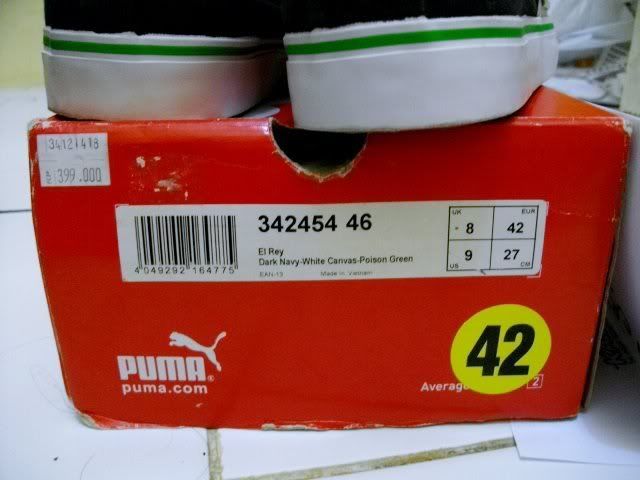 34121418
399.000
342454 46
El Rey
Dark Navy-White Canvas-Poison Green
4 049292 164775
EAN-13 Made in Vietnam
UK 8 42 EUR
US 9 27 CM
PUMA®
puma.com
42
Average 2